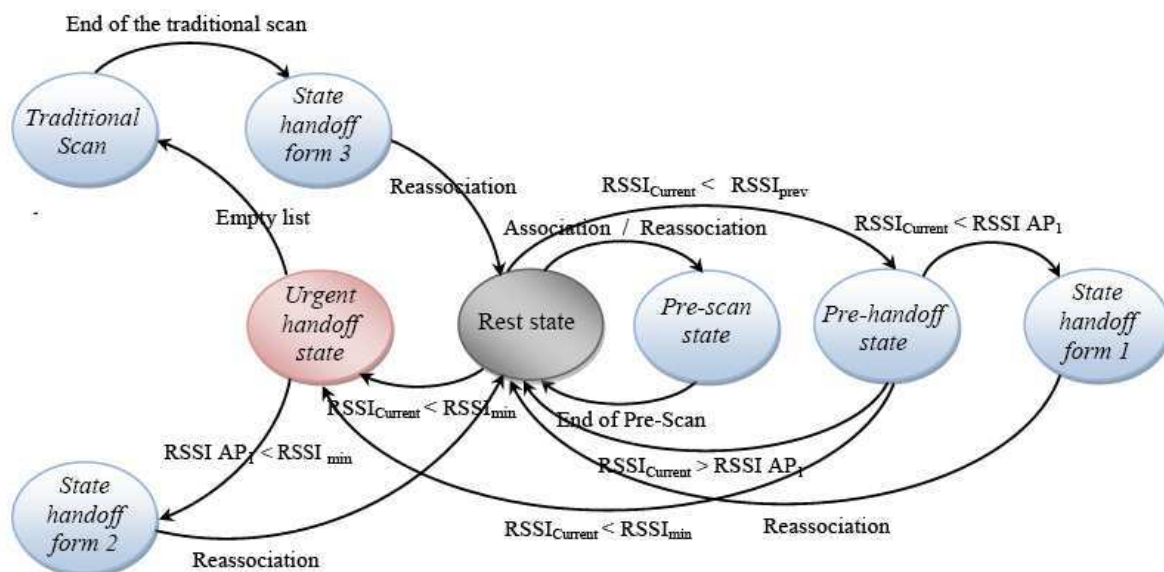 End of the traditional scan
Traditional
Scan
State
handoff
form 3
Reassociation
Empty list
RSSICurrent < RSSIprev
Association / Reassociation
RSSICurrent < RSSI AP1
Urgent
handoff
state
Rest state
Pre-scan
state
Pre-handoff
state
State
handoff
form 1
RSSICurrent < RSSImin
End of Pre-Scan
RSSI AP1 < RSSI min
RSSICurrent > RSSI AP1
State
handoff
form 2
RSSICurrent < RSSImin
Reassociation
Reassociation